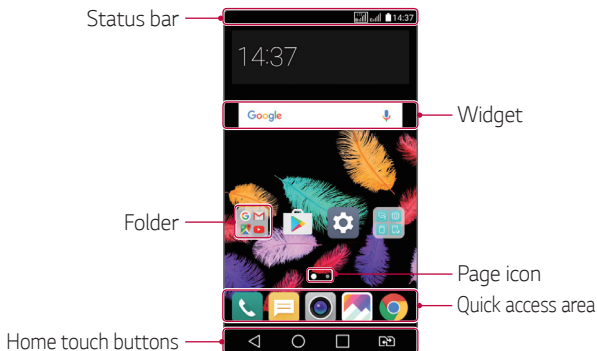 Status bar
14:37
14:37
Google
Widget
Folder
Page icon
Quick access area
Home touch buttons